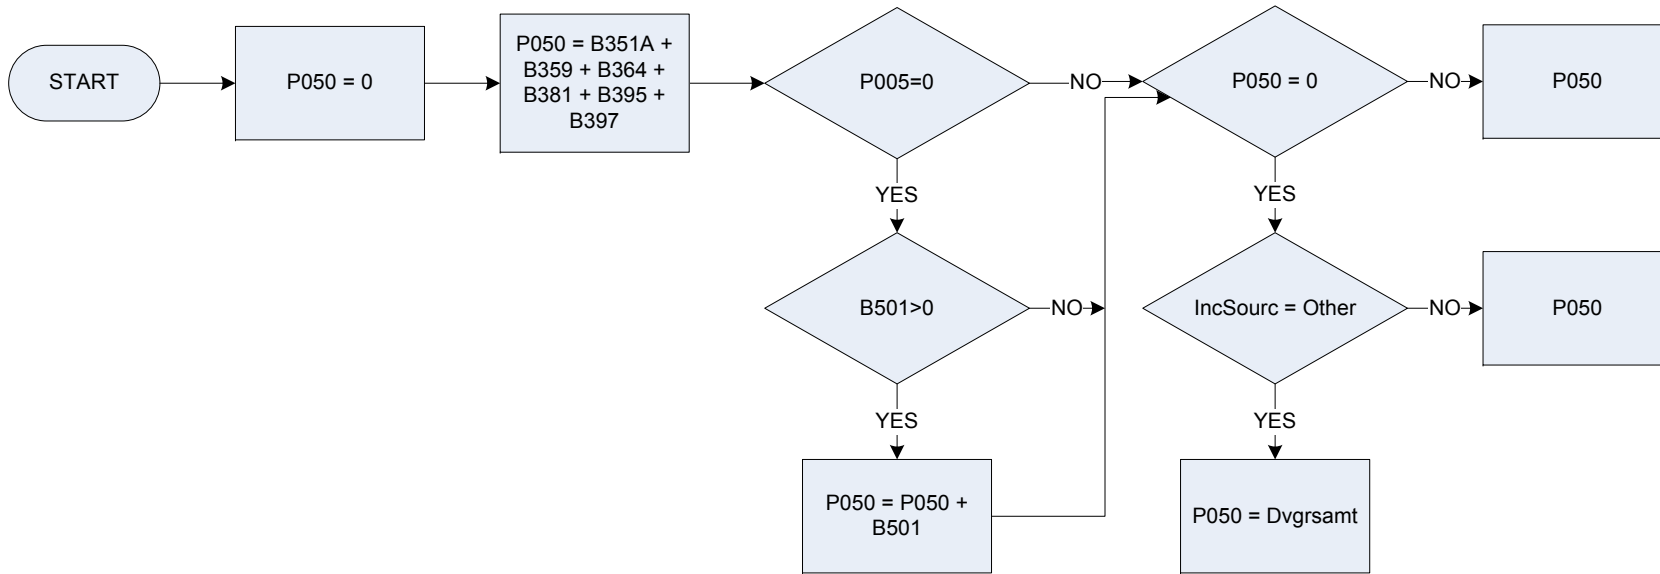 START
P050 = 0
P050 = B351A +
B359 + B364 +
B381 + B395 +
B397
P005=0
NO
P050 = 0
NO
P050
YES
YES
B501>0
NO
IncSourc = Other
NO
P050
YES
YES
P050 = P050 +
B501
P050 = Dvgrsamt